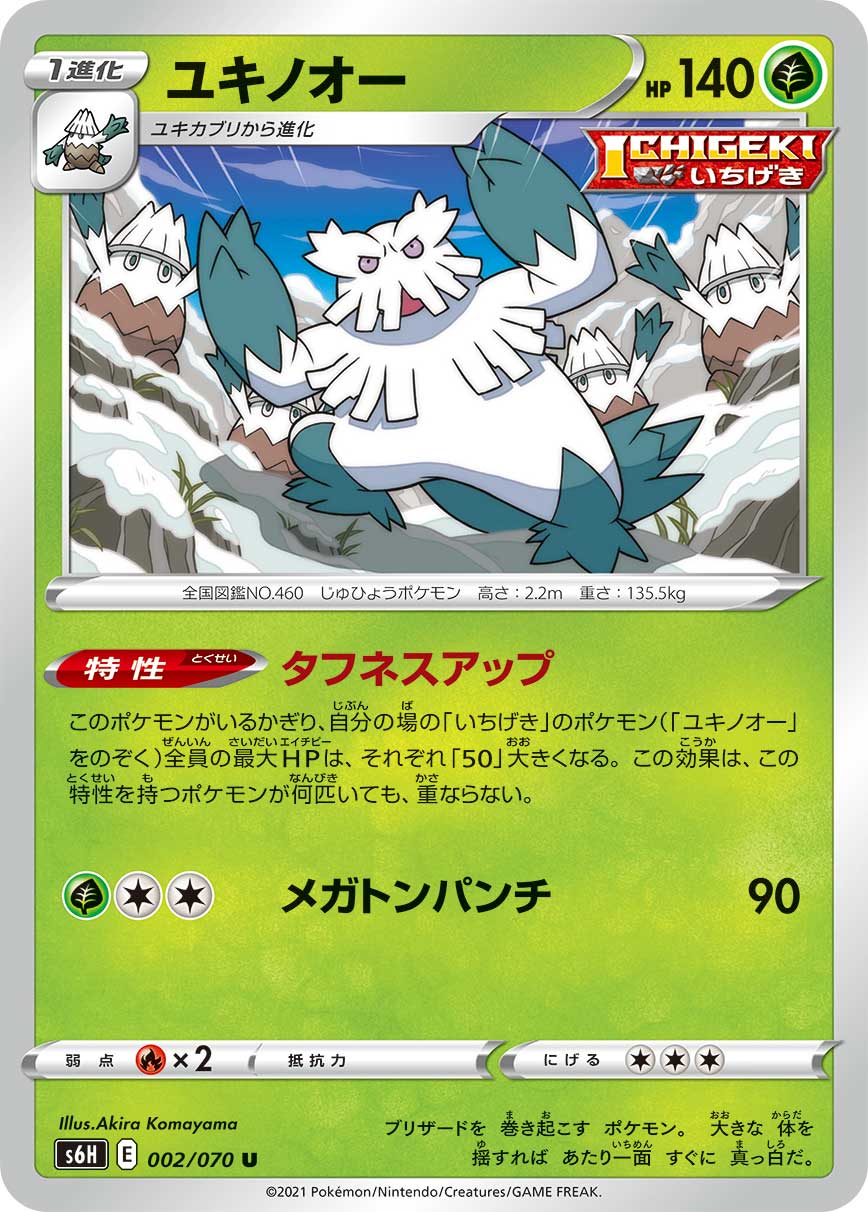 1進化
ユキノオー
HP 140
ユキカブリから進化
ICHIGEKI
いちげき
全国図鑑NO.460 じゅひょうポケモン 高さ：2.2m 重さ：135.5kg
特性 とくせい タフネスアップ
このポケモンがいるかぎり、自分の場の「いちげき」のポケモン（「ユキノオー」
をのぞく）全員の最大HPは、それぞれ「50」大きくなる。この効果は、この
特性を持つポケモンが何匹いても、重ならない。
メガトンパンチ 90
弱点 ×2 抵抗力 にげる
Illus.Akira Komayama
ブリザードを 巻き起こす ポケモン。 大きな 体を
揺すれば あたり一面 すぐに 真っ白だ。
s6H E 002/070 U
©2021 Pokémon/Nintendo/Creatures/GAME FREAK.